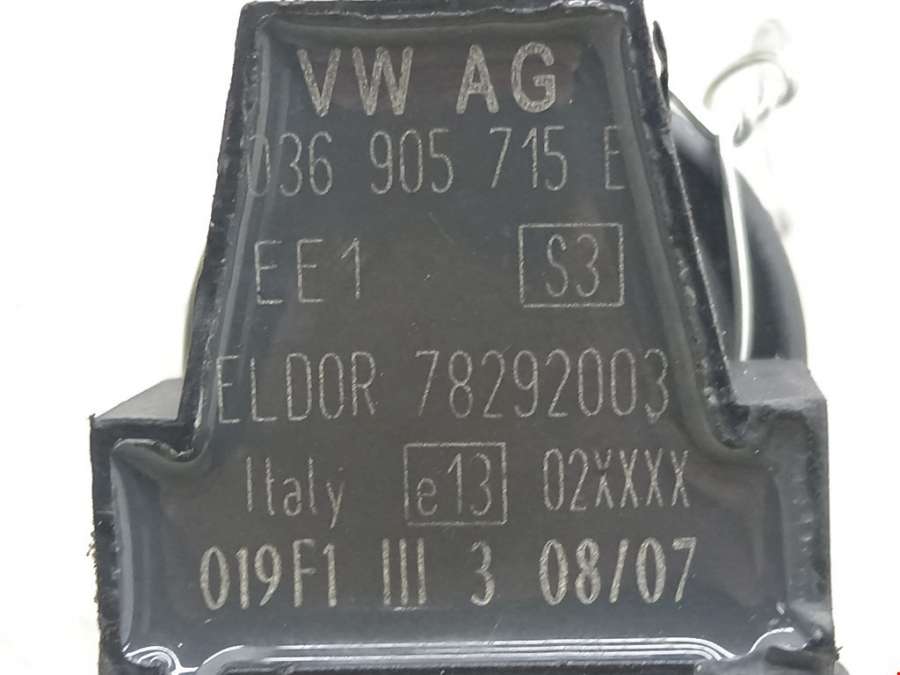 VW AG
036 905 715 E
EE1 S3
ELDOR 78292003
Italy e13 02XXXX
019F1 III 3 08/07